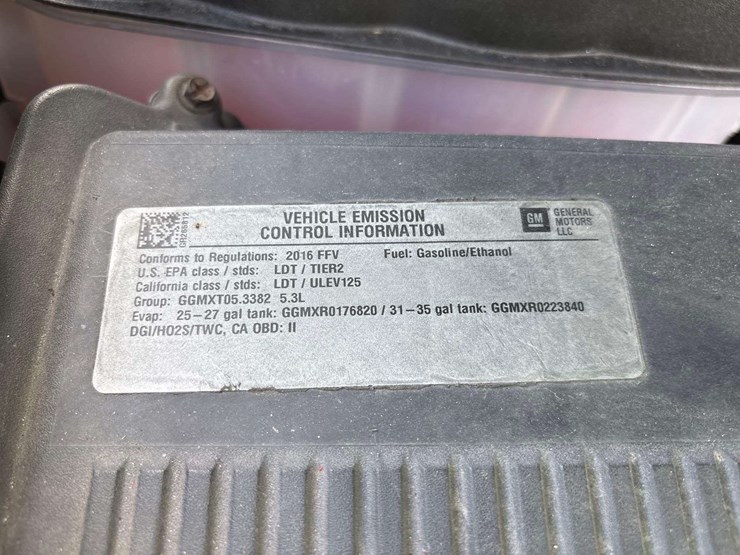 VEHICLE EMISSION
CONTROL INFORMATION
GM
GENERAL
MOTORS
LLC
Conforms to Regulations: 2016 FFV Fuel: Gasoline/Ethanol
U.S. EPA class / stds: LDT / TIER2
California class / stds: LDT / ULEV125
Group: GGMXT05.3382 5.3L
Evap: 25–27 gal tank: GGMXR0176820 / 31–35 gal tank: GGMXR0223840
DGI/HO2S/TWC, CA OBD: II